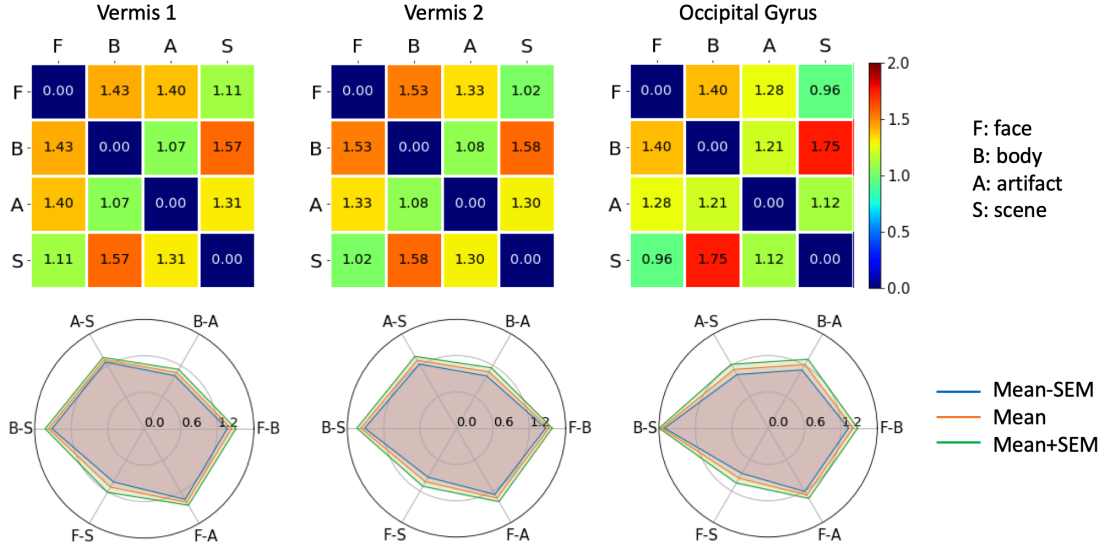 Vermis 1 Vermis 2 Occipital Gyrus
F B A S F B A S F B A S
2.0
F 0.00 1.43 1.40 1.11 F 0.00 1.53 1.33 1.02 F 0.00 1.40 1.28 0.96
1.5
B 1.43 0.00 1.07 1.57 B 1.53 0.00 1.08 1.58 B 1.40 0.00 1.21 1.75
1.0
A 1.40 1.07 0.00 1.31 A 1.33 1.08 0.00 1.30 A 1.28 1.21 0.00 1.12
0.5
S 1.11 1.57 1.31 0.00 S 1.02 1.58 1.30 0.00 S 0.96 1.75 1.12 0.00
0.0
F: face
B: body
A: artifact
S: scene
A-S B-A A-S B-A A-S B-A
B-S 0.0 0.6 1.2 F-B B-S 0.0 0.6 1.2 F-B B-S 0.0 0.6 1.2 F-B
F-S F-A F-S F-A F-S F-A
Mean-SEM
Mean
Mean+SEM